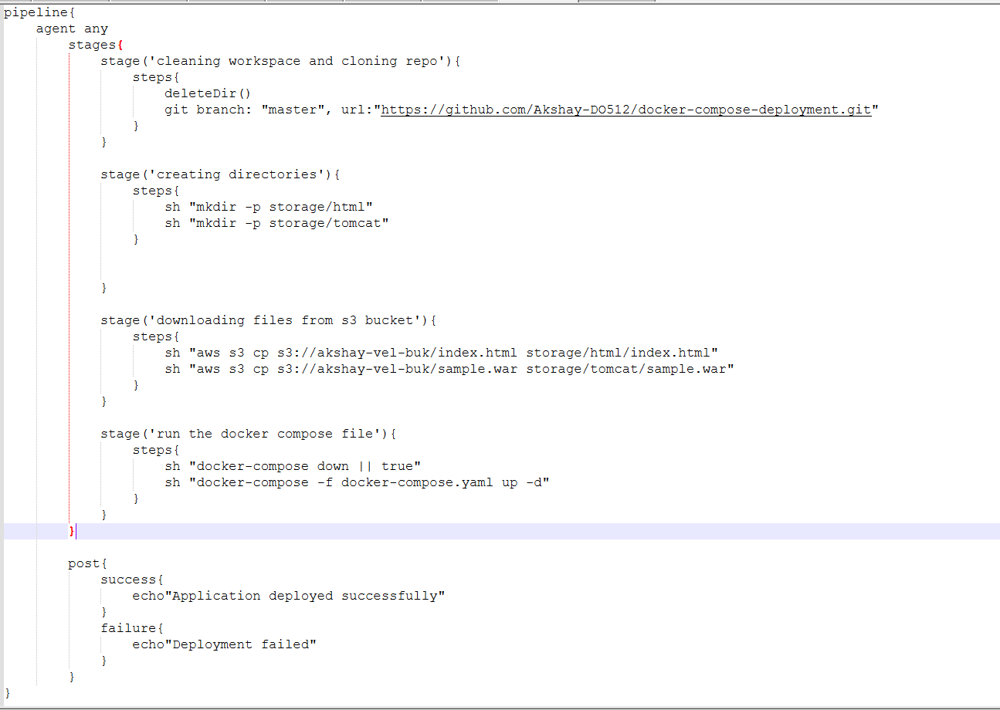 pipeline{
    agent any
        stages{
            stage('cleaning workspace and cloning repo'){
                steps{
                    deleteDir()
                    git branch: "master", url:"https://github.com/Akshay-DO512/docker-compose-deployment.git"
                }
            }

            stage('creating directories'){
                steps{
                    sh "mkdir -p storage/html"
                    sh "mkdir -p storage/tomcat"
                }


            }

            stage('downloading files from s3 bucket'){
                steps{
                    sh "aws s3 cp s3://akshay-vel-buk/index.html storage/html/index.html"
                    sh "aws s3 cp s3://akshay-vel-buk/sample.war storage/tomcat/sample.war"
                }
            }

            stage('run the docker compose file'){
                steps{
                    sh "docker-compose down || true"
                    sh "docker-compose -f docker-compose.yaml up -d"
                }
            }
        }

        post{
            success{
                echo"Application deployed successfully"
            }
            failure{
                echo"Deployment failed"
            }
        }
}